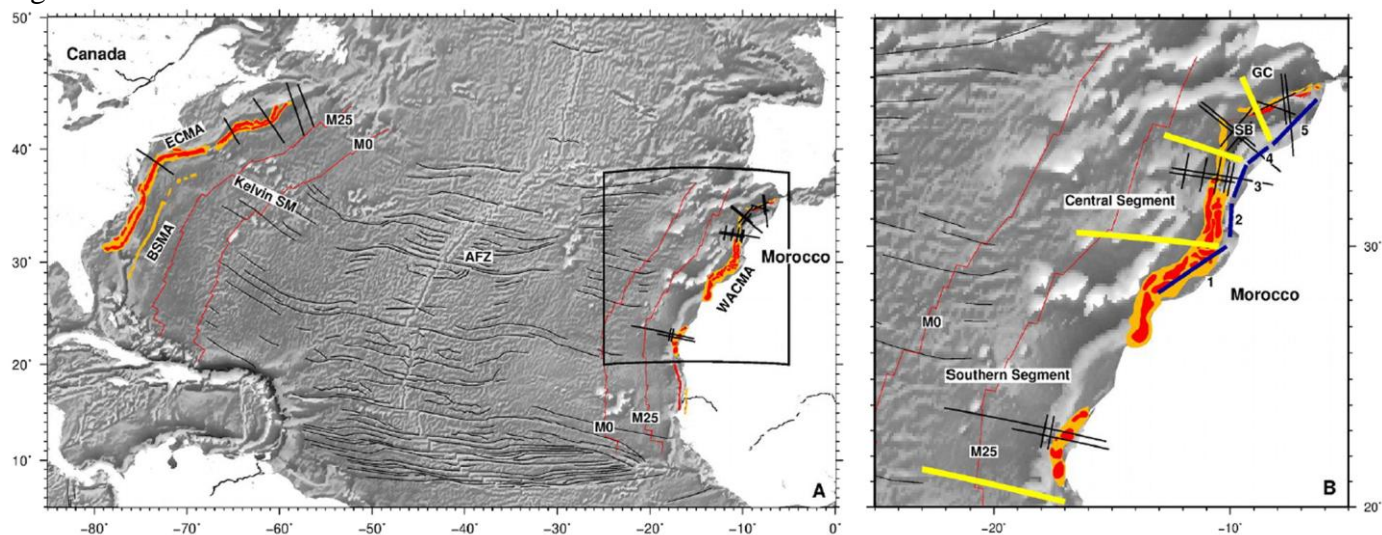 50°
40°
30°
20°
10°
−80°
−70°
−60°
−50°
−40°
−30°
−20°
−10°
0°
Canada
ECMA
M25
M0
Kelvin SM
BSMA
AFZ
Morocco
WACMA
M0
M25
A
GC
SB
5
4
3
Central Segment
2
30°
1
Morocco
M0
Southern Segment
M25
B
20°
−20°
−10°